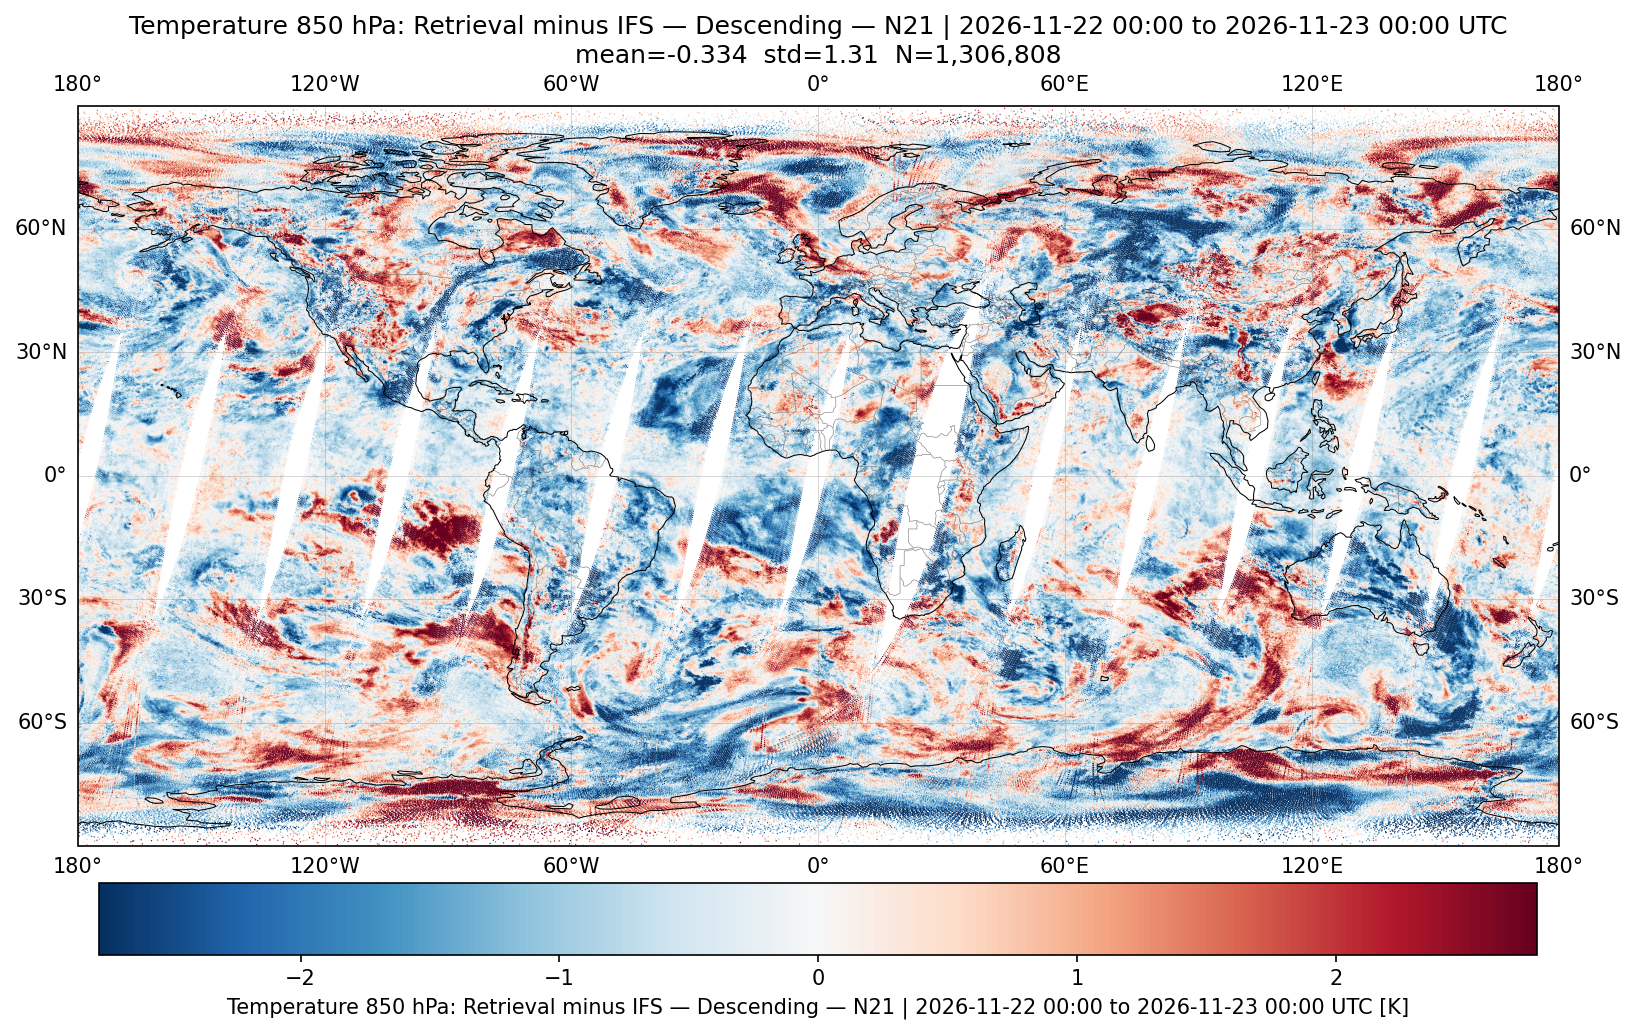 Temperature 850 hPa: Retrieval minus IFS — Descending — N21 | 2026-11-22 00:00 to 2026-11-23 00:00 UTC
mean=-0.334  std=1.31  N=1,306,808
180° 120°W 60°W 0° 60°E 120°E 180°
60°N 60°N
30°N 30°N
0° 0°
30°S 30°S
60°S 60°S
180° 120°W 60°W 0° 60°E 120°E 180°
−2 −1 0 1 2
Temperature 850 hPa: Retrieval minus IFS — Descending — N21 | 2026-11-22 00:00 to 2026-11-23 00:00 UTC [K]